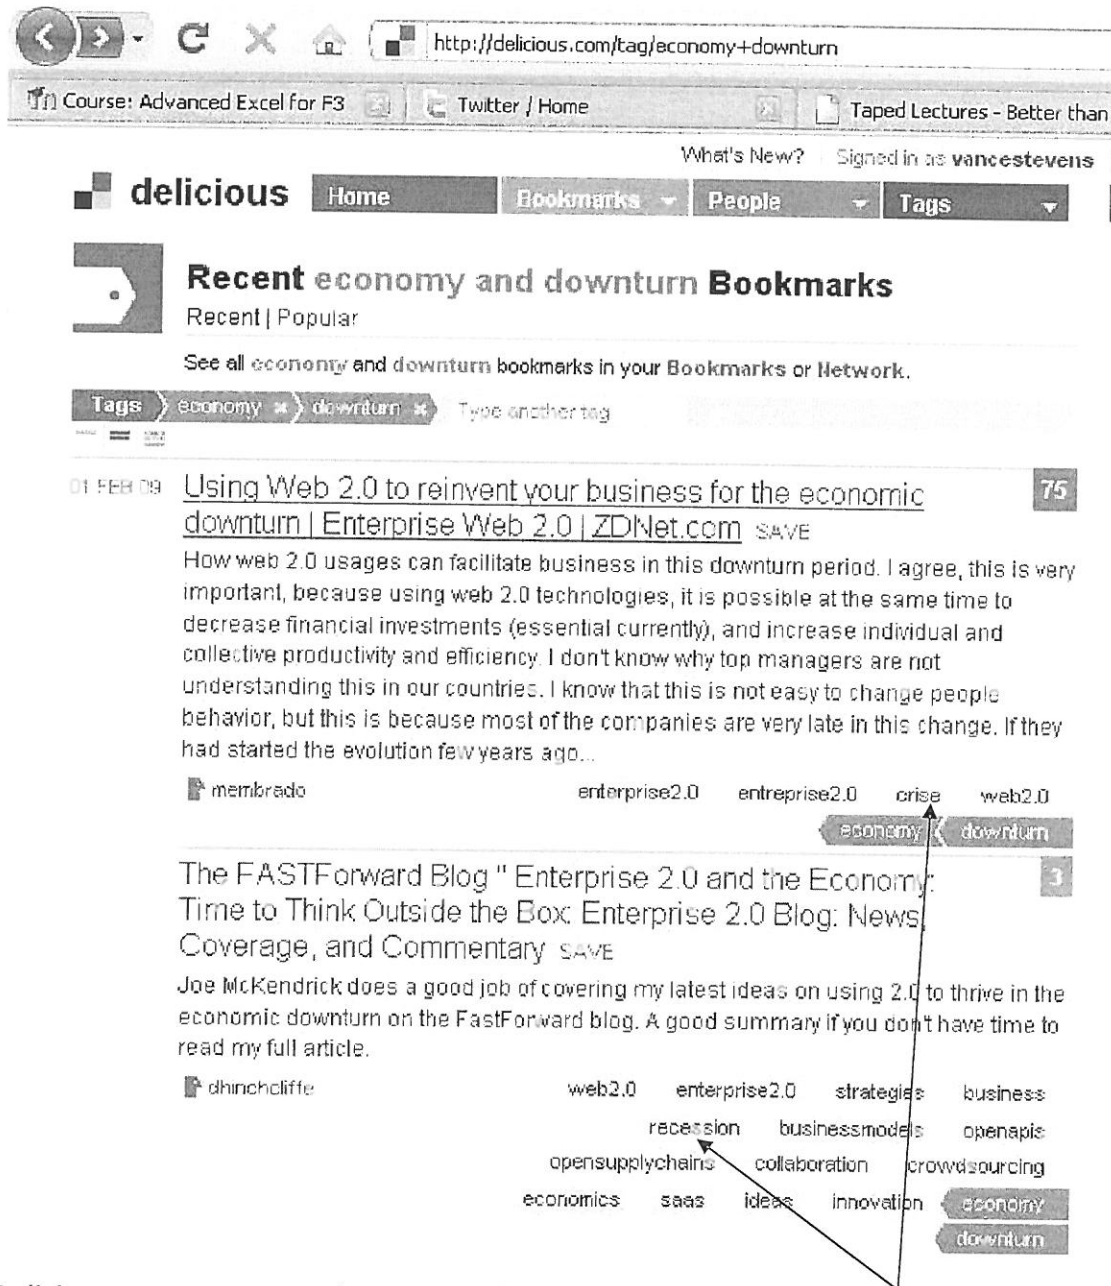 http://delicious.com/tag/economy+downturn
Course: Advanced Excel for F3
Twitter / Home
Taped Lectures - Better than
What's New? Signed in as vancestevens
delicious Home Bookmarks People Tags
Recent economy and downturn Bookmarks
Recent | Popular
See all economy and downturn bookmarks in your Bookmarks or Network.
Tags economy × downturn × Type another tag
01 FEB 09 Using Web 2.0 to reinvent your business for the economic 75
downturn | Enterprise Web 2.0 | ZDNet.com SAVE
How web 2.0 usages can facilitate business in this downturn period. I agree, this is very
important, because using web 2.0 technologies, it is possible at the same time to
decrease financial investments (essential currently), and increase individual and
collective productivity and efficiency. I don't know why top managers are not
understanding this in our countries. I know that this is not easy to change people
behavior, but this is because most of the companies are very late in this change. If they
had started the evolution few years ago...
membrado enterprise2.0 entreprise2.0 crise web2.0
economy downturn
The FASTForward Blog " Enterprise 2.0 and the Economy: 3
Time to Think Outside the Box: Enterprise 2.0 Blog: News,
Coverage, and Commentary SAVE
Joe McKendrick does a good job of covering my latest ideas on using 2.0 to thrive in the
economic downturn on the FastForward blog. A good summary if you don't have time to
read my full article.
dhinchcliffe web2.0 enterprise2.0 strategies business
recession businessmodels openapis
opensupplychains collaboration crowdsourcing
economics saas ideas innovation economy
downturn